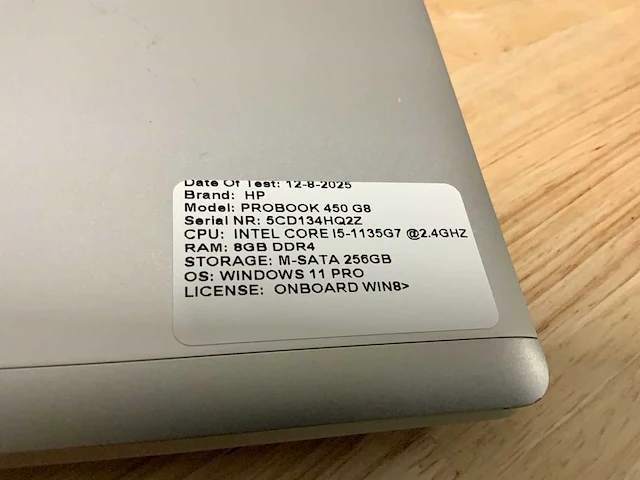 Date Of Test: 12-8-2025
Brand: HP
Model: PROBOOK 450 G8
Serial NR: 5CD134HQ2Z
CPU: INTEL CORE I5-1135G7 @2.4GHZ
RAM: 8GB DDR4
STORAGE: M-SATA 256GB
OS: WINDOWS 11 PRO
LICENSE: ONBOARD WIN8>